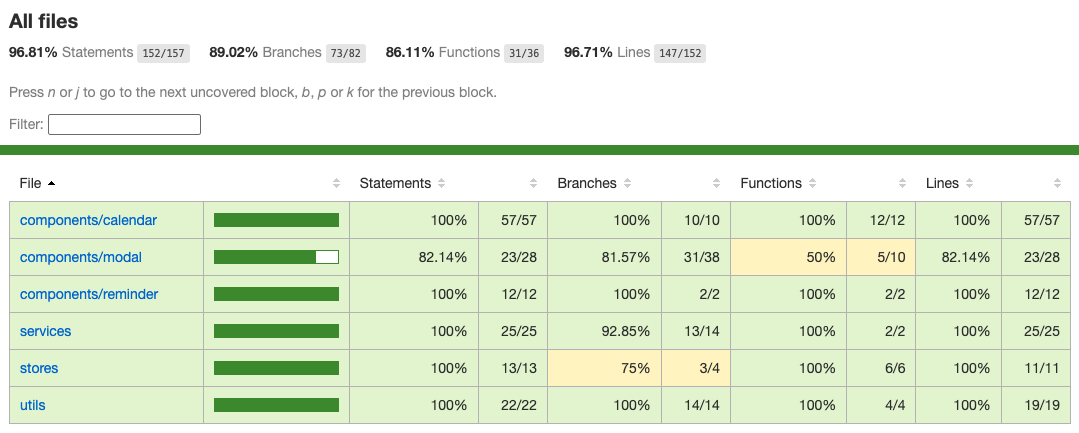 All files
96.81% Statements 152/157 89.02% Branches 73/82 86.11% Functions 31/36 96.71% Lines 147/152
Press n or j to go to the next uncovered block, b, p or k for the previous block.
Filter:
File Statements Branches Functions Lines
components/calendar 100% 57/57 100% 10/10 100% 12/12 100% 57/57
components/modal 82.14% 23/28 81.57% 31/38 50% 5/10 82.14% 23/28
components/reminder 100% 12/12 100% 2/2 100% 2/2 100% 12/12
services 100% 25/25 92.85% 13/14 100% 2/2 100% 25/25
stores 100% 13/13 75% 3/4 100% 6/6 100% 11/11
utils 100% 22/22 100% 14/14 100% 4/4 100% 19/19